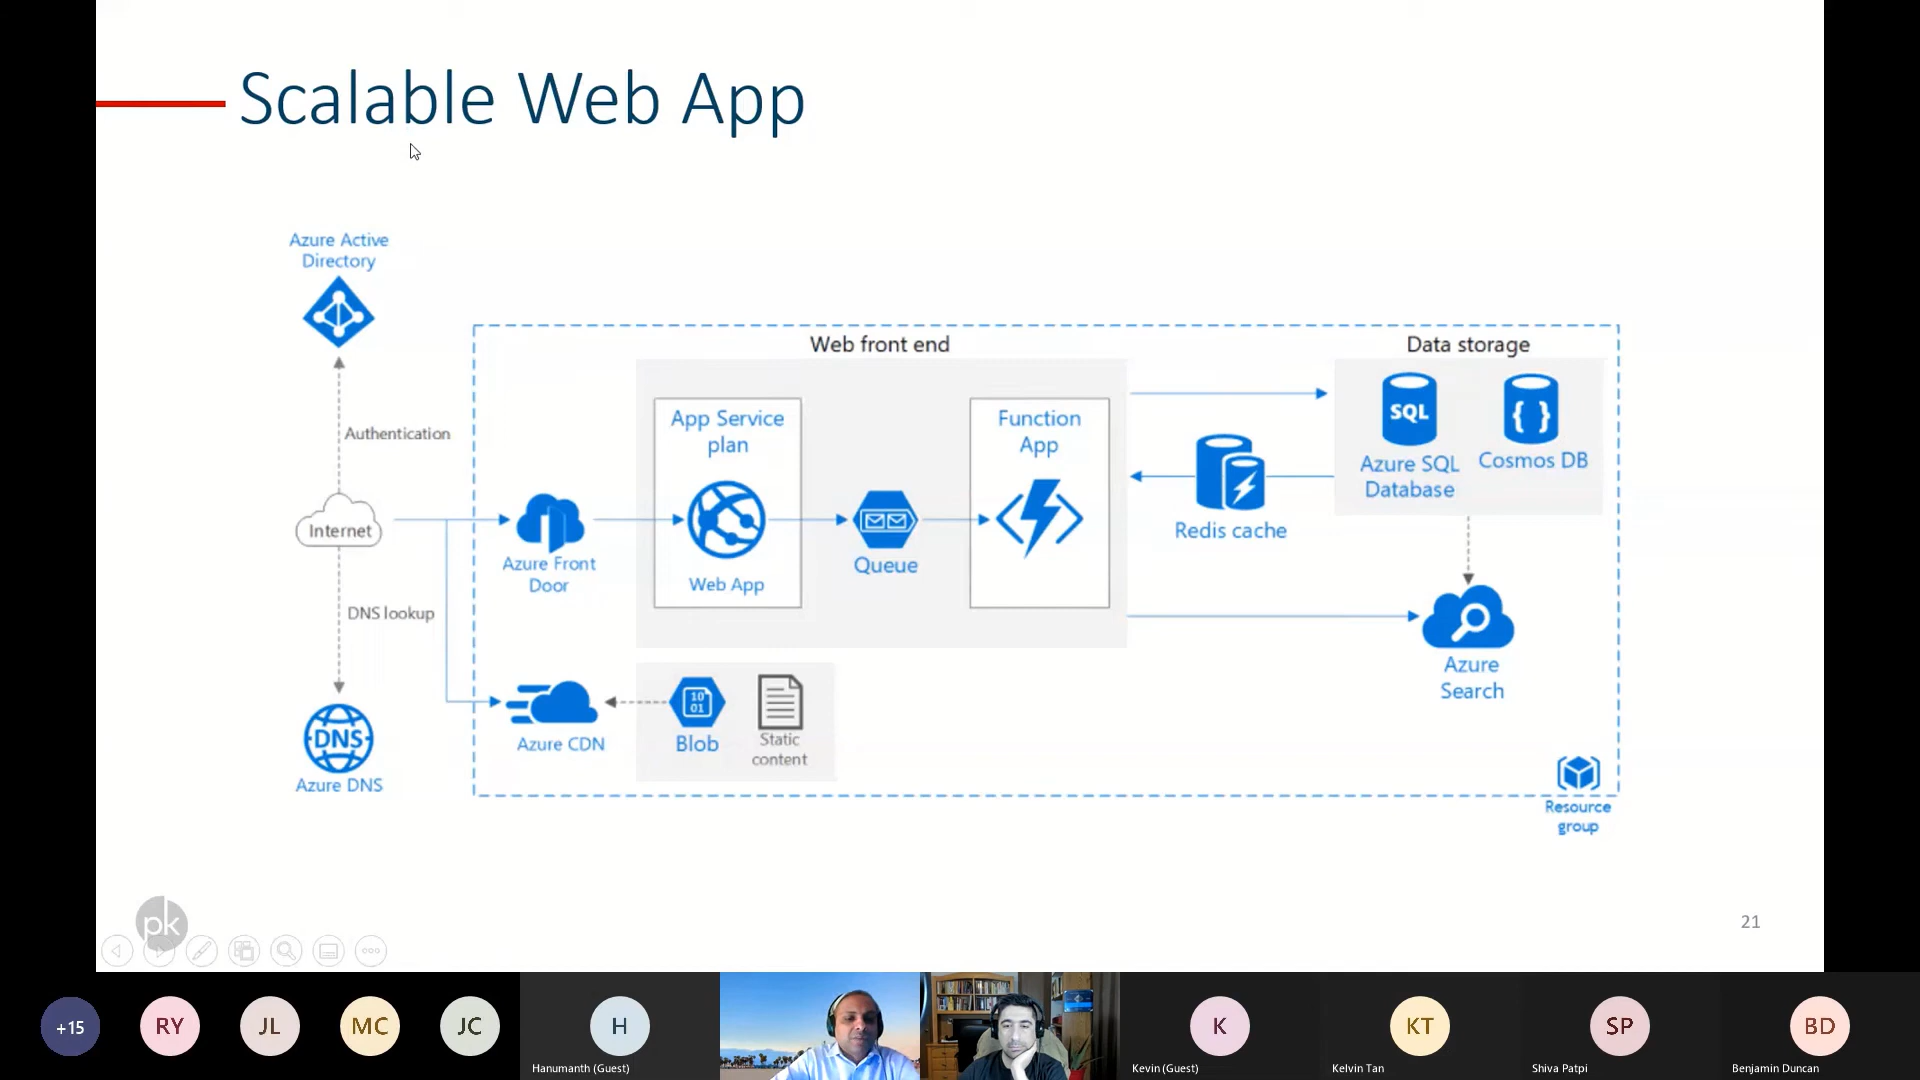 Scalable Web App
Azure Active
Directory
Authentication
Internet
DNS lookup
DNS
Azure DNS
Azure Front
Door
Azure CDN
Web front end
App Service
plan
Web App
Queue
Function
App
10
01
Blob
Static
content
Redis cache
Data storage
SQL
Azure SQL
Database
{ }
Cosmos DB
Azure
Search
Resource
group
pk
21
+15
RY
JL
MC
JC
H
Hanumanth (Guest)
K
Kevin (Guest)
KT
Kelvin Tan
SP
Shiva Patpi
BD
Benjamin Duncan